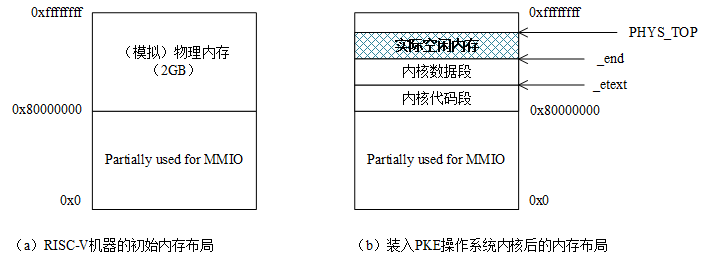 0xffffffff
（模拟）物理内存
（2GB）
0x80000000
Partially used for MMIO
0x0
（a）RISC-V机器的初始内存布局
0xffffffff
PHYS_TOP
实际空闲内存
_end
内核数据段
_etext
内核代码段
0x80000000
Partially used for MMIO
0x0
（b）装入PKE操作系统内核后的内存布局